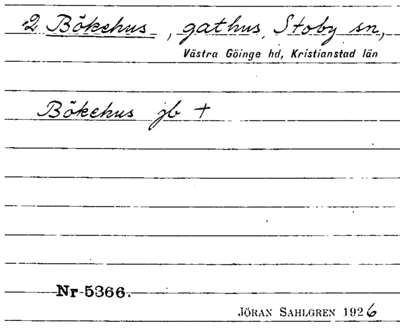 2 Bökehus, gathus, Stoby sn,
Västra Göinge hd, Kristianstad län
Bökehus jb +
Nr 5366.
JÖRAN SAHLGREN 1926